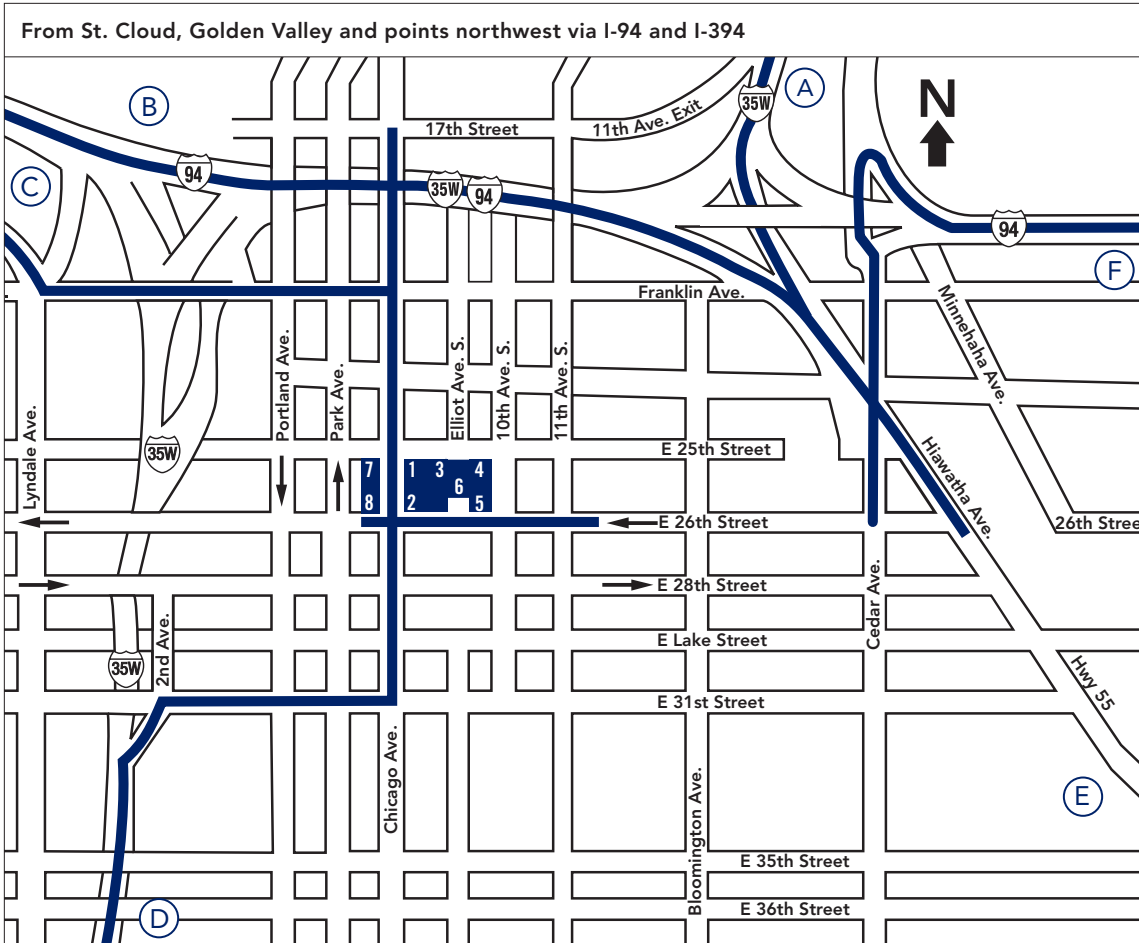 From St. Cloud, Golden Valley and points northwest via I-94 and I-394
B
A
N
35W
17th Street
11th Ave. Exit
C
94
35W
94
94
F
Franklin Ave.
Minnehaha Ave.
Portland Ave.
Park Ave.
Elliot Ave. S.
10th Ave. S.
11th Ave. S.
Lyndale Ave.
35W
E 25th Street
Hiawatha Ave.
7
1
3
4
6
8
2
5
E 26th Street
26th Stree
E 28th Street
Cedar Ave.
2nd Ave.
E Lake Street
35W
Hwy 55
E 31st Street
Chicago Ave.
Bloomington Ave.
E
E 35th Street
E 36th Street
D